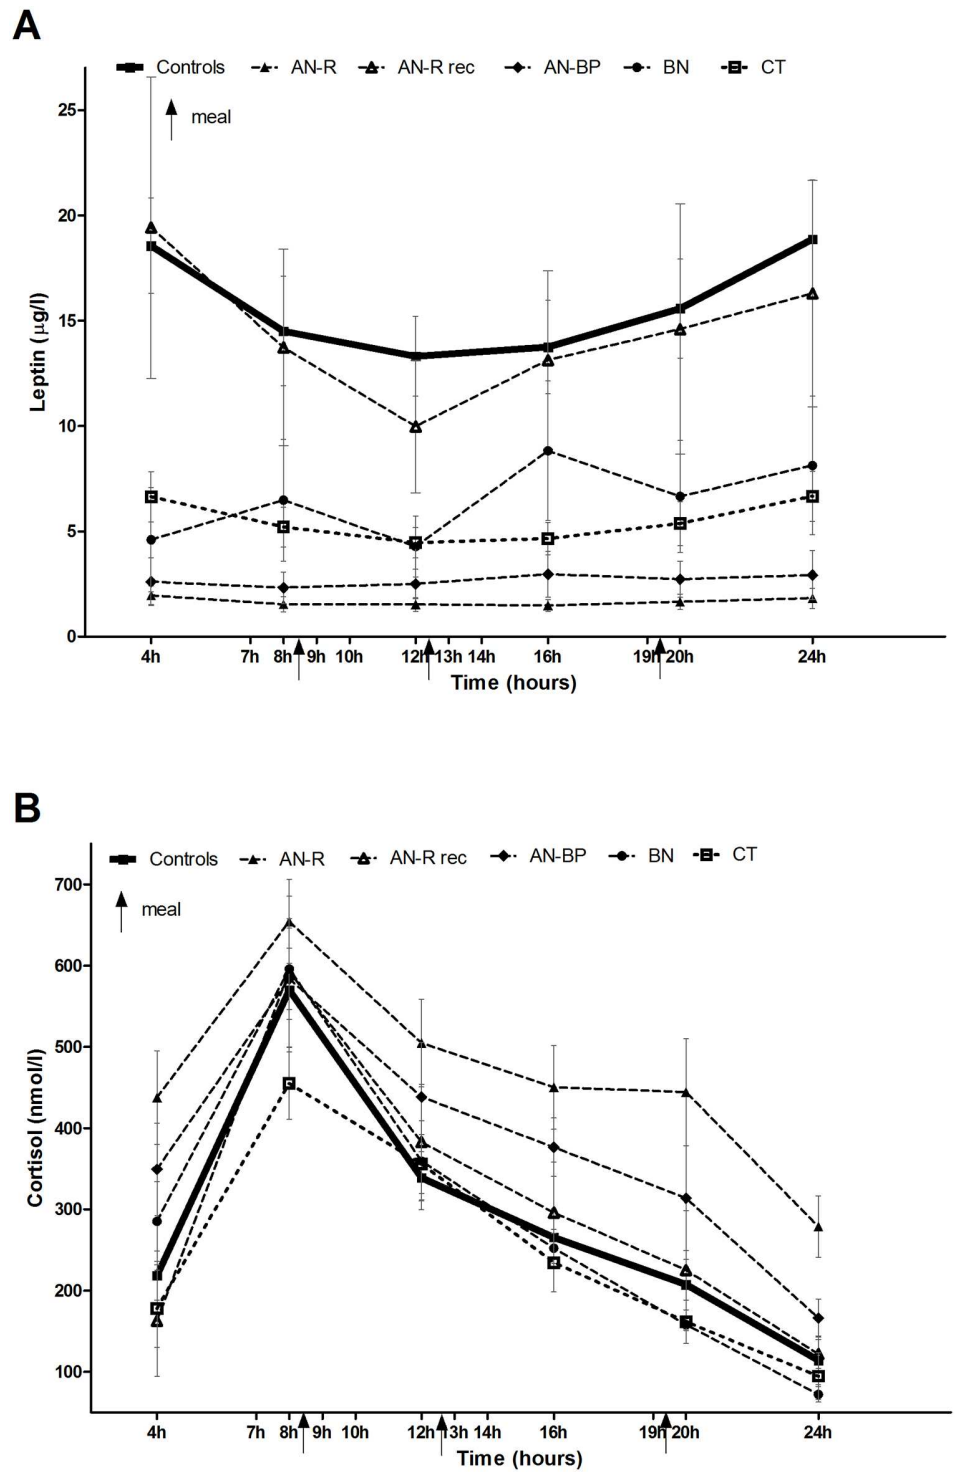 A
Controls AN-R AN-R rec AN-BP BN CT
meal
25
20
15
10
5
0
Leptin (µg/l)
4h 7h 8h 9h 10h 12h 13h 14h 16h 19h 20h 24h
Time (hours)
B
Controls AN-R AN-R rec AN-BP BN CT
meal
700
600
500
400
300
200
100
Cortisol (nmol/l)
4h 7h 8h 9h 10h 12h 13h 14h 16h 19h 20h 24h
Time (hours)